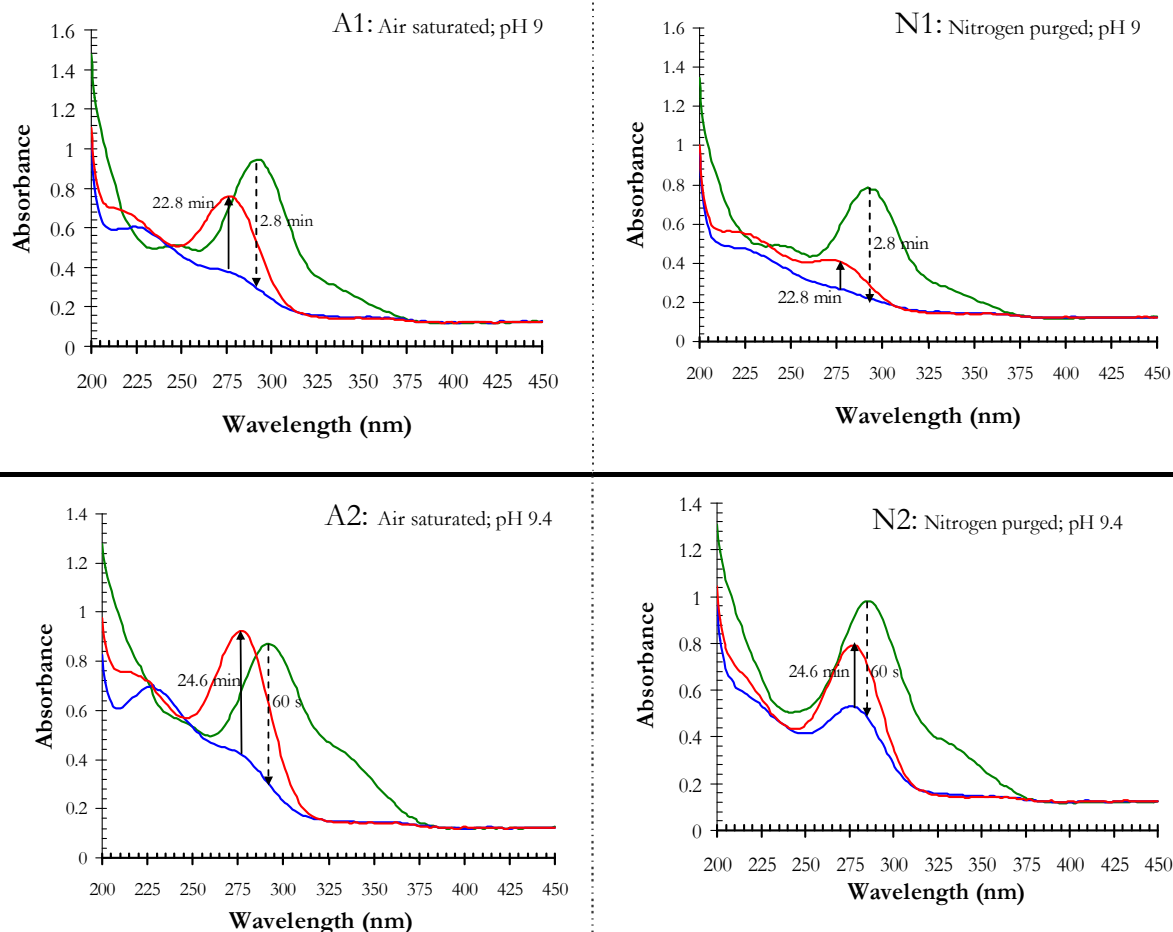 A1: Air saturated; pH 9
1.6
1.4
1.2
1
0.8
0.6
0.4
0.2
0
Absorbance
22.8 min
2.8 min
200 225 250 275 300 325 350 375 400 425 450
Wavelength (nm)
N1: Nitrogen purged; pH 9
1.6
1.4
1.2
1
0.8
0.6
0.4
0.2
0
Absorbance
2.8 min
22.8 min
200 225 250 275 300 325 350 375 400 425 450
Wavelength (nm)
A2: Air saturated; pH 9.4
1.4
1.2
1
0.8
0.6
0.4
0.2
0
Absorbance
24.6 min
60 s
200 225 250 275 300 325 350 375 400 425 450
Wavelength (nm)
N2: Nitrogen purged; pH 9.4
1.4
1.2
1
0.8
0.6
0.4
0.2
0
Absorbance
24.6 min
60 s
200 225 250 275 300 325 350 375 400 425 450
Wavelength (nm)